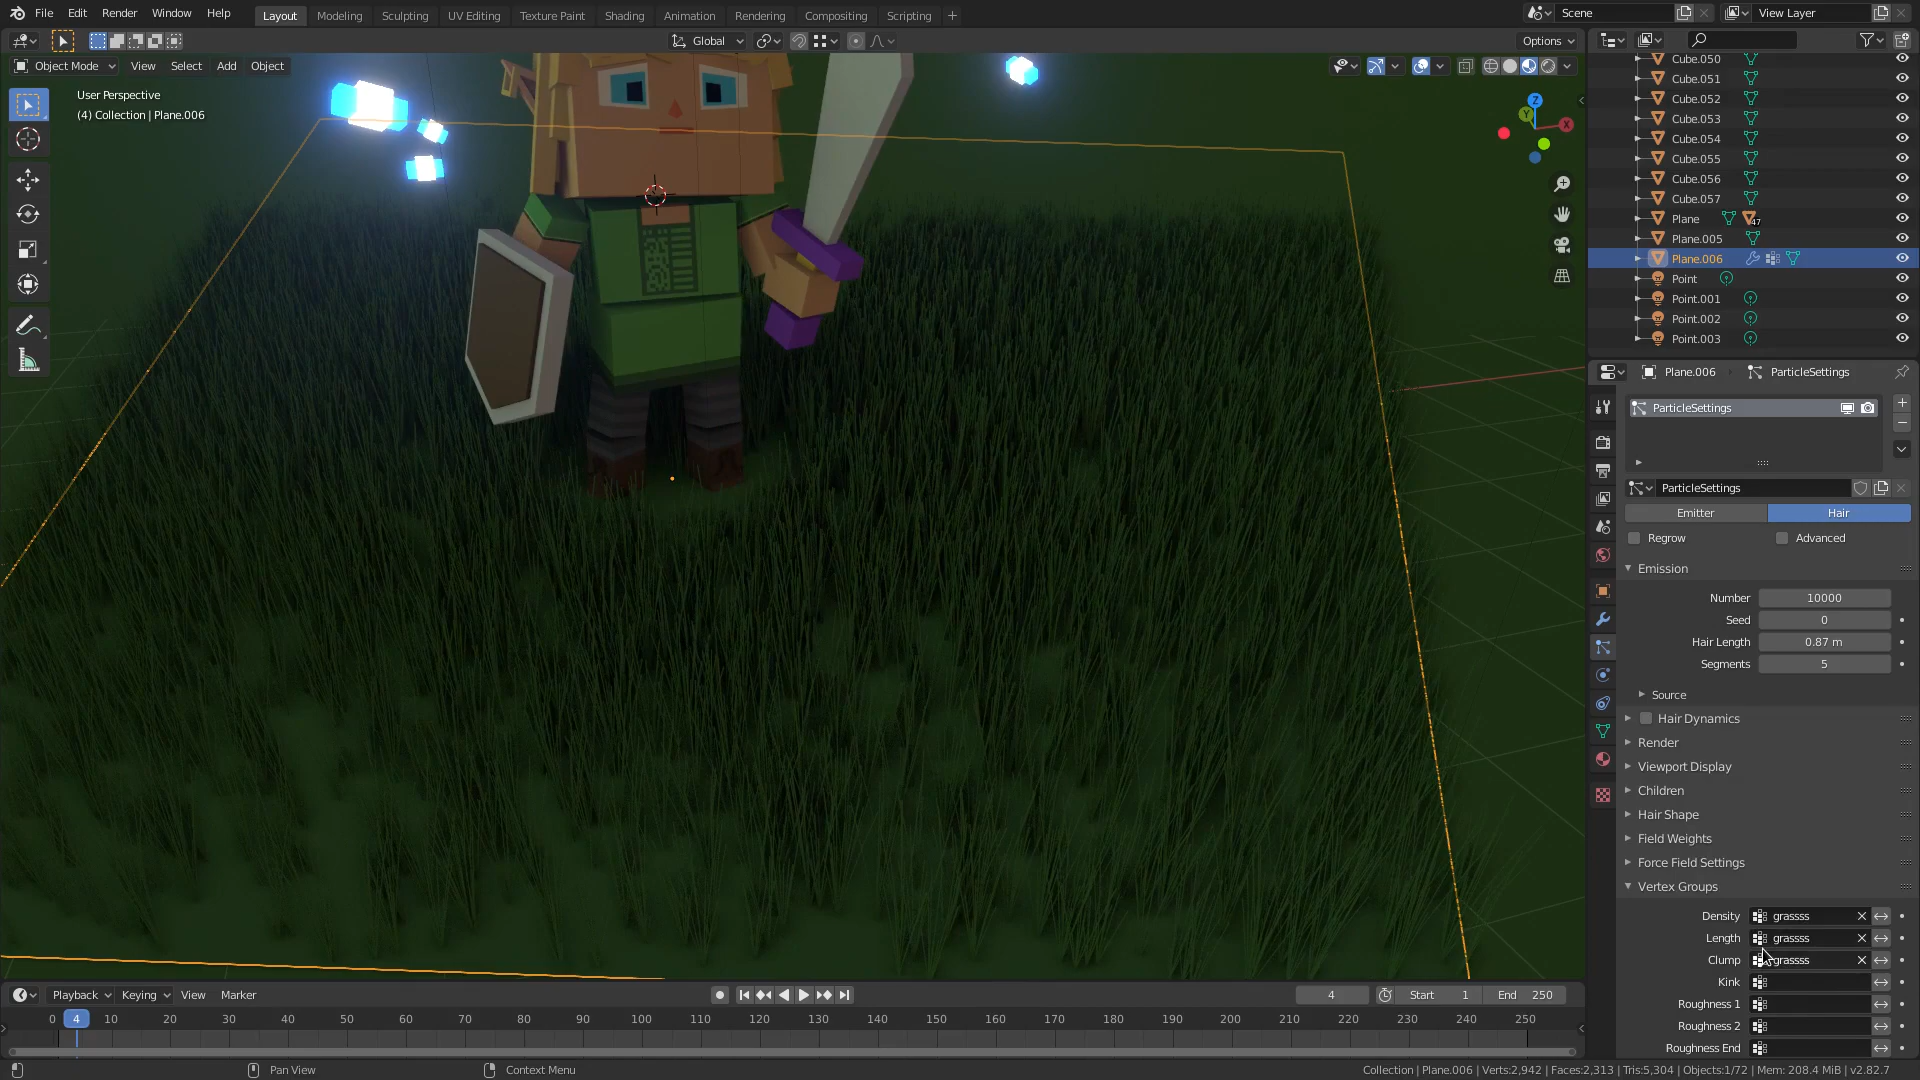 File Edit Render Window Help Layout Modeling Sculpting UV Editing Texture Paint Shading Animation Rendering Compositing Scripting + Scene View Layer
Global Options
Object Mode View Select Add Object
User Perspective
(4) Collection | Plane.006
Z
Y
X
Cube.050
Cube.051
Cube.052
Cube.053
Cube.054
Cube.055
Cube.056
Cube.057
Plane 47
Plane.005
Plane.006
Point
Point.001
Point.002
Point.003
Plane.006 ParticleSettings
ParticleSettings
ParticleSettings
Emitter Hair
Regrow Advanced
Emission
Number 10000
Seed 0
Hair Length 0.87 m
Segments 5
Source
Hair Dynamics
Render
Viewport Display
Children
Hair Shape
Field Weights
Force Field Settings
Vertex Groups
Density grassss
Length grassss
Clump grassss
Kink
Roughness 1
Roughness 2
Roughness End
Playback Keying View Marker 4 Start 1 End 250
0 4 10 20 30 40 50 60 70 80 90 100 110 120 130 140 150 160 170 180 190 200 210 220 230 240 250
Pan View Context Menu Collection | Plane.006 | Verts:2,942 | Faces:2,313 | Tris:5,304 | Objects:1/72 | Mem: 208.4 MiB | v2.82.7